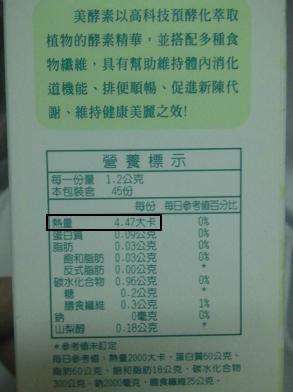 美酵素以高科技預酵化萃取
植物的酵素精華，並搭配多種食
物纖維，具有幫助維持體內消化
道機能、排便順暢、促進新陳代
謝、維持健康美麗之效!
營養標示
每一份量 1.2公克
本包裝含 45份
每份 每日參考值百分比
熱量 4.47大卡 0%
蛋白質 0.09公克 0%
脂肪 0.03公克 0%
飽和脂肪 0.03公克 0%
反式脂肪 0.00公克 *
碳水化合物 0.96公克 0%
糖 0.2公克 *
膳食纖維 0.3公克 1%
鈉 0毫克 0%
山梨醇 0.18公克 *
*參考值未訂定
每日參考值：熱量2000大卡、蛋白質60公克、
脂肪60公克、飽和脂肪18公克、碳水化合物
300公克、鈉2000毫克、膳食纖維25公克。